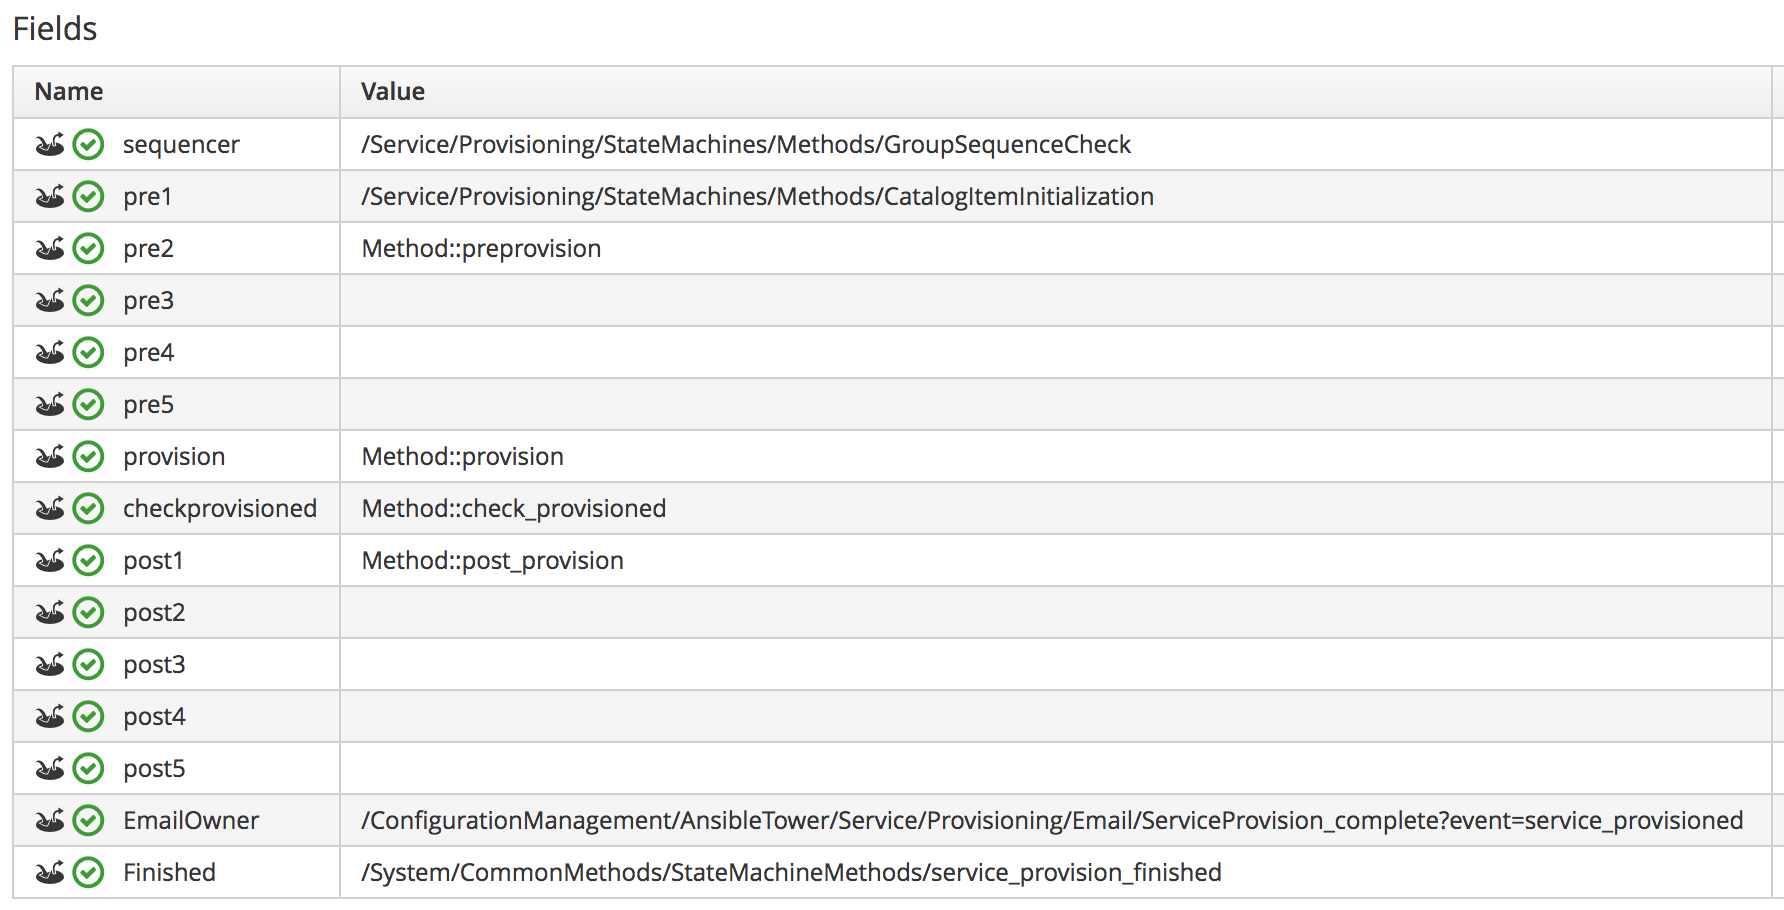 Fields
Name Value
sequencer /Service/Provisioning/StateMachines/Methods/GroupSequenceCheck
pre1 /Service/Provisioning/StateMachines/Methods/CatalogItemInitialization
pre2 Method::preprovision
pre3
pre4
pre5
provision Method::provision
checkprovisioned Method::check_provisioned
post1 Method::post_provision
post2
post3
post4
post5
EmailOwner /ConfigurationManagement/AnsibleTower/Service/Provisioning/Email/ServiceProvision_complete?event=service_provisioned
Finished /System/CommonMethods/StateMachineMethods/service_provision_finished